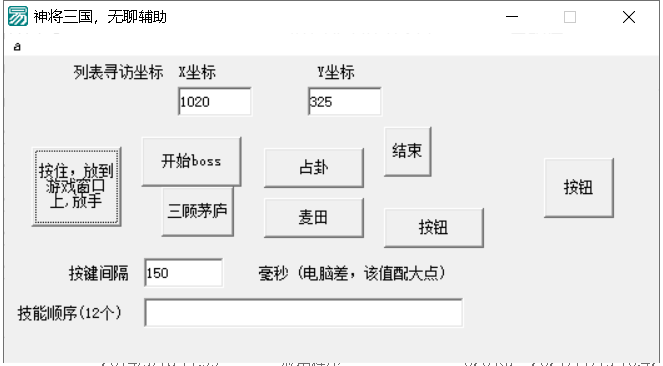 神将三国，无聊辅助
a
列表寻访坐标 X坐标 Y坐标
1020 325
按住，放到
游戏窗口
上,放手
开始boss
占卦
结束
按钮
三顾茅庐
麦田
按钮
按键间隔 150 毫秒（电脑差，该值配大点）
技能顺序(12个)